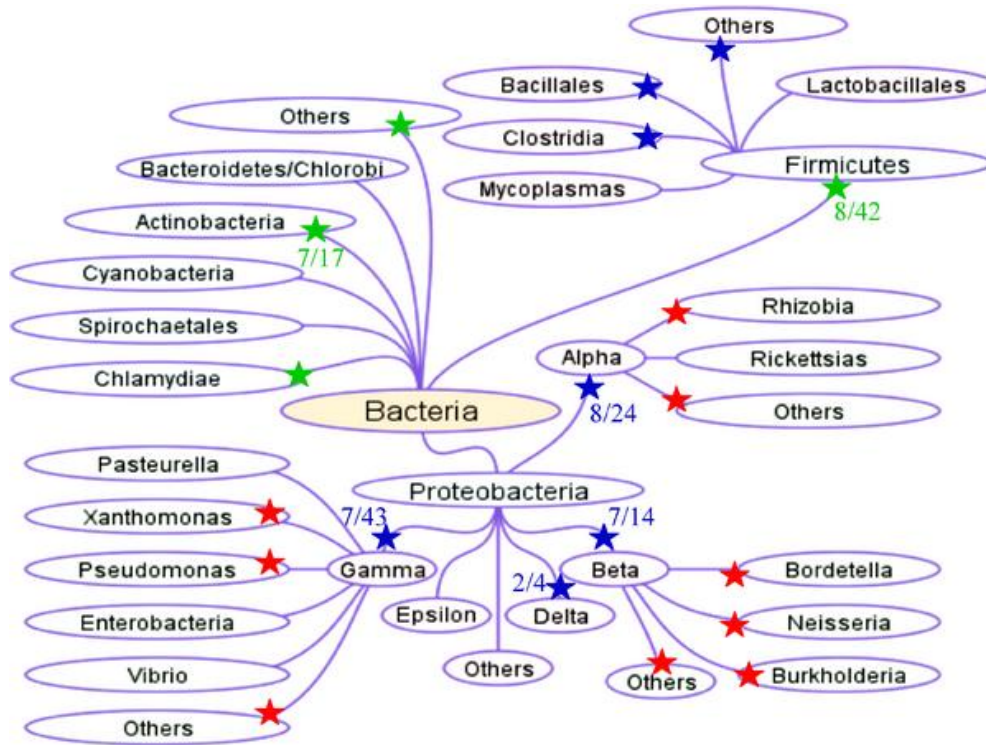 Others
Bacillales
Lactobacillales
Others
Clostridia
Bacteroidetes/Chlorobi
Firmicutes
Mycoplasmas
8/42
Actinobacteria
7/17
Cyanobacteria
Rhizobia
Spirochaetales
Alpha
Rickettsias
Chlamydiae
8/24
Others
Bacteria
Pasteurella
Proteobacteria
Xanthomonas
7/43
7/14
Pseudomonas
Gamma
Beta
Bordetella
2/4
Enterobacteria
Epsilon
Delta
Neisseria
Vibrio
Others
Others
Burkholderia
Others